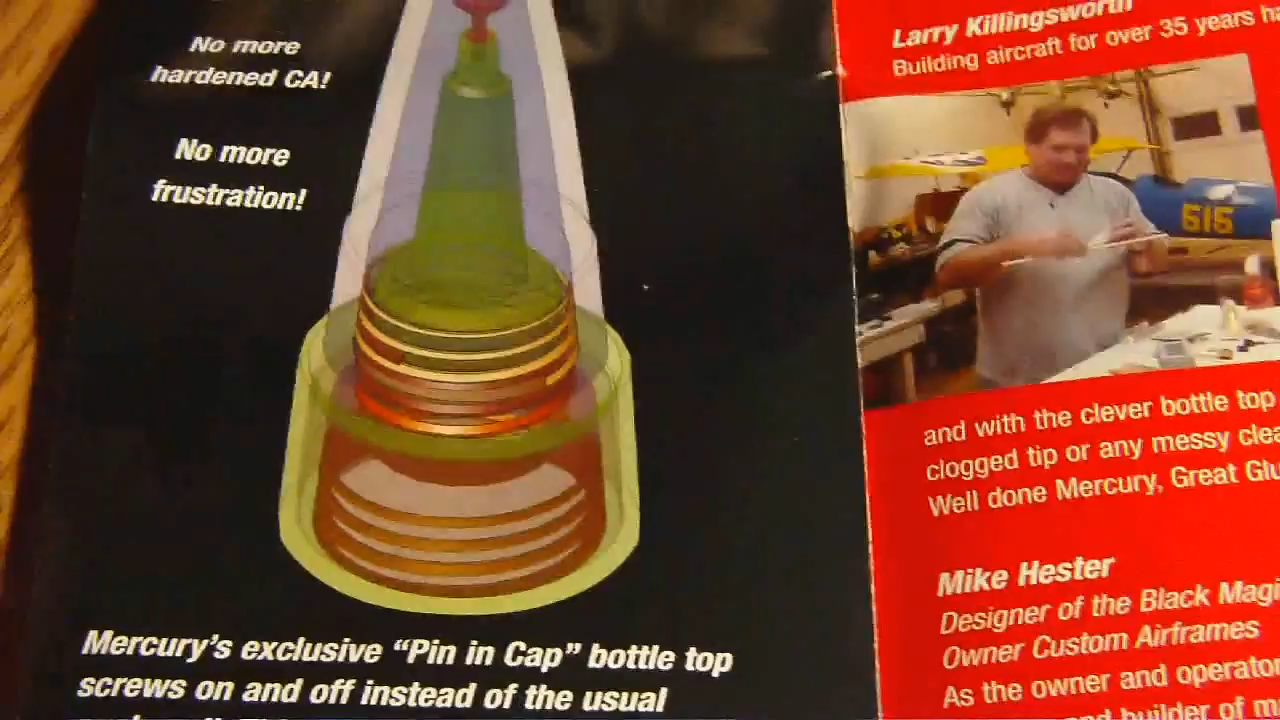 No more
hardened CA!
No more
frustration!
Mercury's exclusive “Pin in Cap” bottle top
screws on and off instead of the usual
Larry Killingsworth
Building aircraft for over 35 years
515
and with the clever bottle top
clogged tip or any messy
Well done Mercury, Great
Mike Hester
Designer of the Black
Owner Custom Airframes
As the owner and
builder of